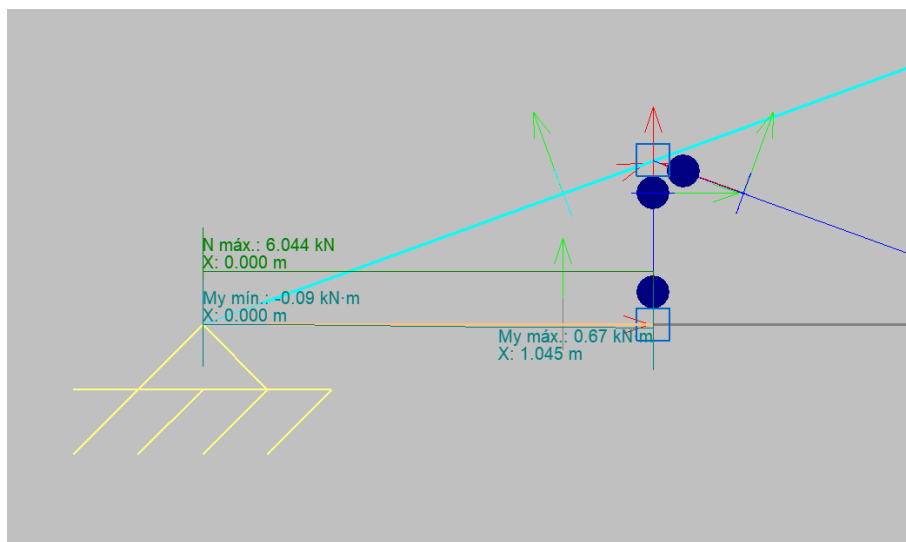 N máx.: 6.044 kN
X: 0.000 m
My mín.: -0.09 kN·m
X: 0.000 m
My máx.: 0.67 kN·m
X: 1.045 m